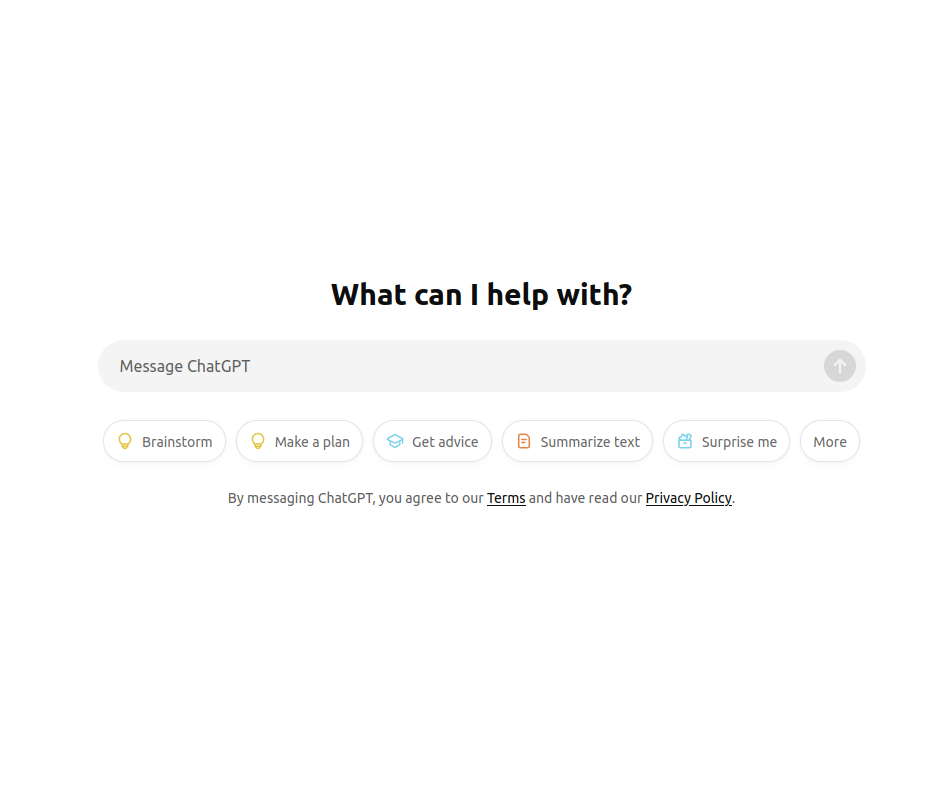 What can I help with?
Message ChatGPT
Brainstorm Make a plan Get advice Summarize text Surprise me More
By messaging ChatGPT, you agree to our Terms and have read our Privacy Policy.